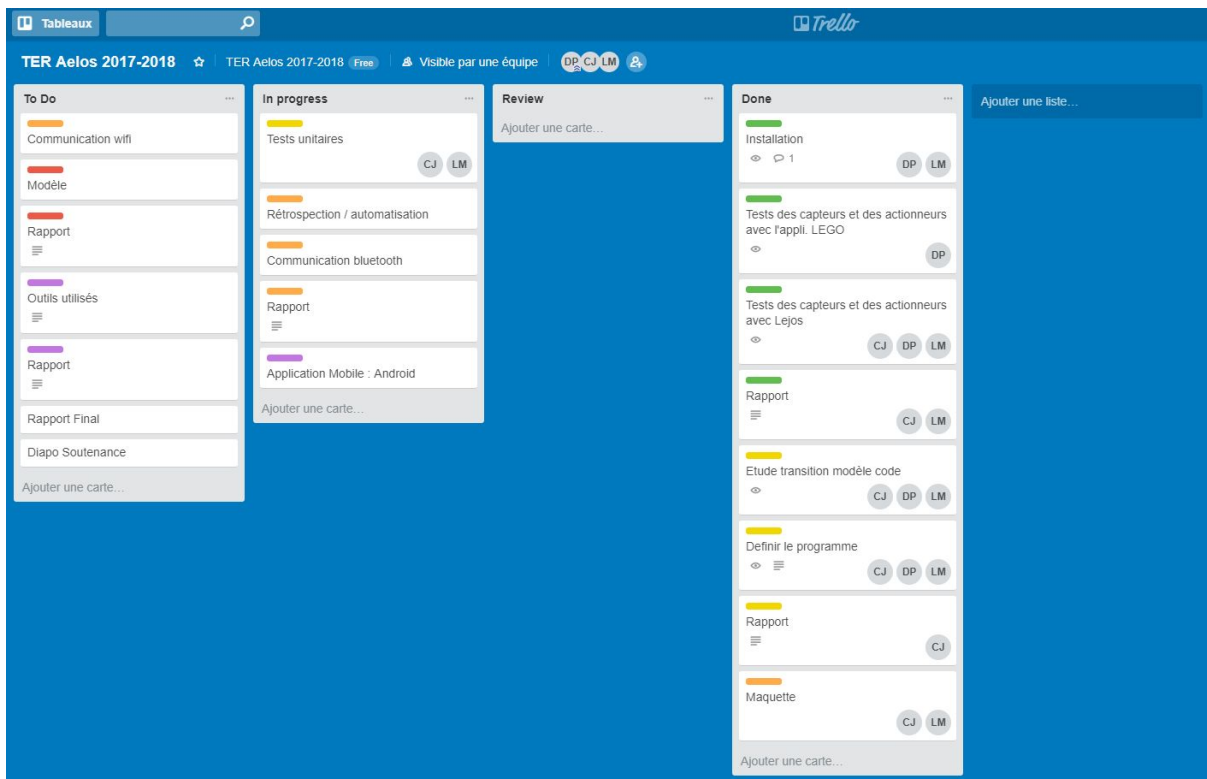 Tableaux
Trello
TER Aelos 2017-2018
TER Aelos 2017-2018 Free
Visible par une équipe
DP CJ LM
To Do
Communication wifi
Modèle
Rapport
Outils utilisés
Rapport
Rapport Final
Diapo Soutenance
Ajouter une carte...
In progress
Tests unitaires
CJ LM
Rétrospection / automatisation
Communication bluetooth
Rapport
Application Mobile : Android
Ajouter une carte...
Review
Ajouter une carte...
Done
Installation
1
DP LM
Tests des capteurs et des actionneurs
avec l'appli. LEGO
DP
Tests des capteurs et des actionneurs
avec Lejos
CJ DP LM
Rapport
CJ LM
Etude transition modèle code
CJ DP LM
Definir le programme
CJ DP LM
Rapport
CJ
Maquette
CJ LM
Ajouter une carte...
Ajouter une liste...